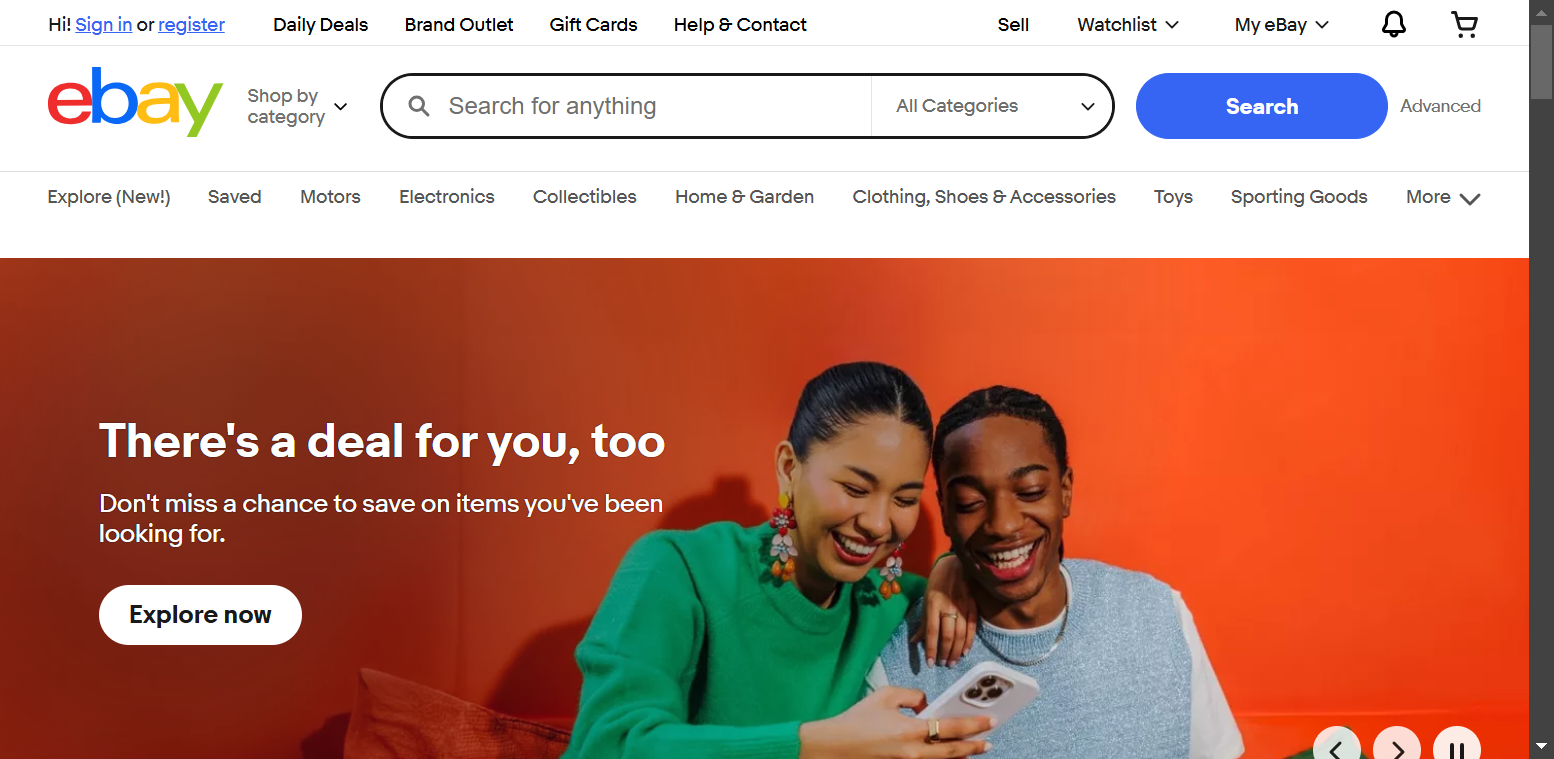 Hi! Sign in or register Daily Deals Brand Outlet Gift Cards Help & Contact Sell Watchlist My eBay
ebay
Shop by
category
Search for anything
All Categories
Search
Advanced
Explore (New!) Saved Motors Electronics Collectibles Home & Garden Clothing, Shoes & Accessories Toys Sporting Goods More
There's a deal for you, too
Don't miss a chance to save on items you've been
looking for.
Explore now